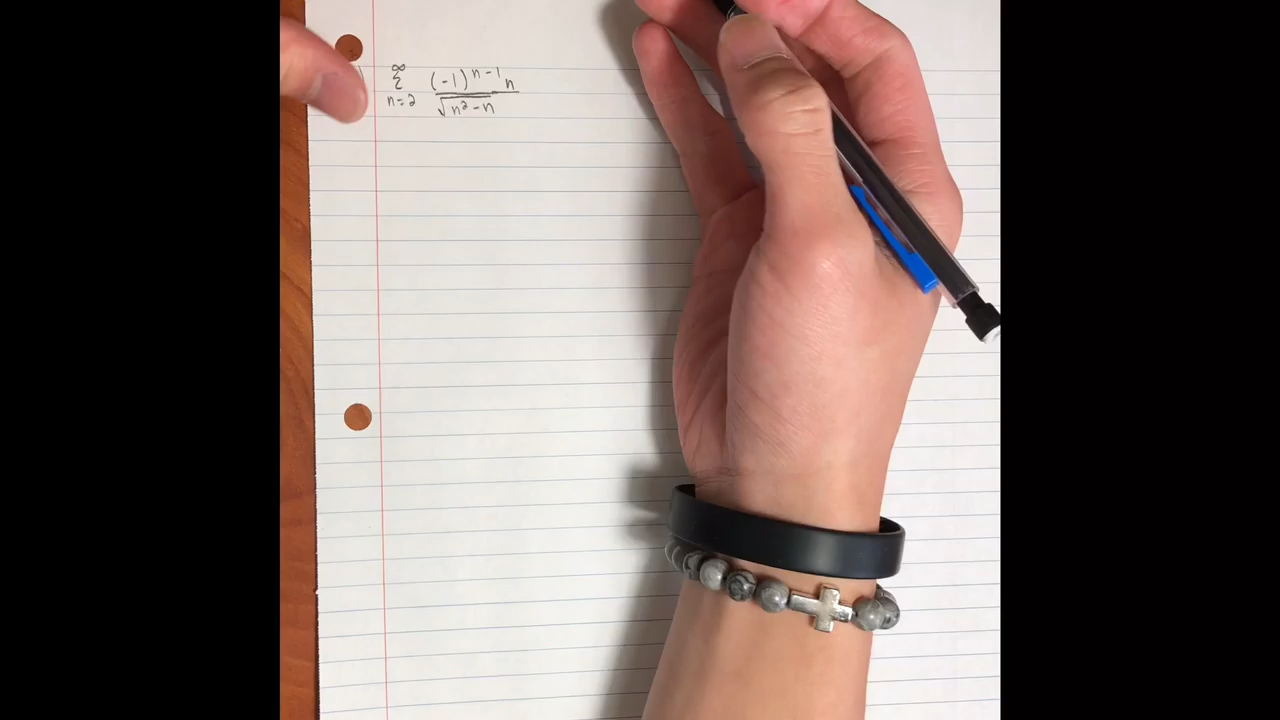 ∞
Σ (-1)^{n-1} n
n=2 √(n²-n)